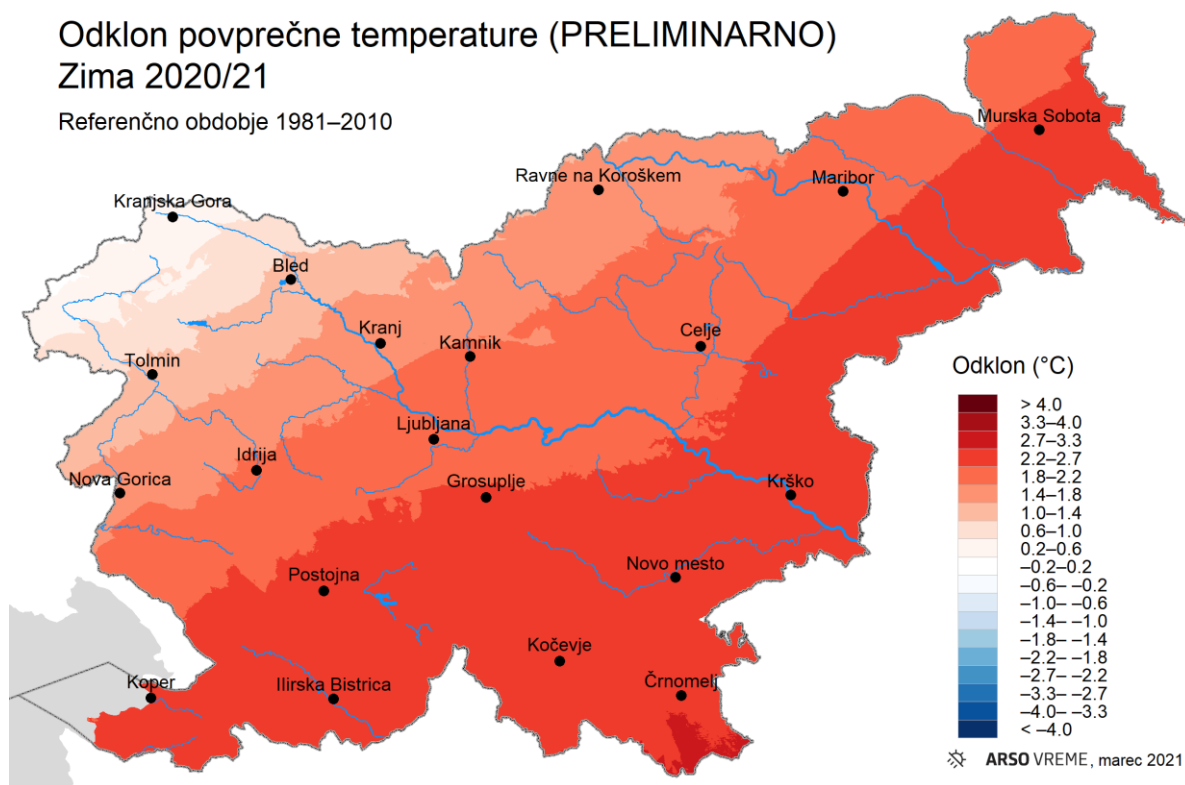 Odklon povprečne temperature (PRELIMINARNO)
Zima 2020/21
Referenčno obdobje 1981–2010
Murska Sobota
Ravne na Koroškem
Maribor
Kranjska Gora
Bled
Kranj
Kamnik
Celje
Tolmin
Ljubljana
Idrija
Nova Gorica
Grosuplje
Krško
Postojna
Novo mesto
Kočevje
Koper
Ilirska Bistrica
Črnomelj
Odklon (°C)
> 4.0
3.3–4.0
2.7–3.3
2.2–2.7
1.8–2.2
1.4–1.8
1.0–1.4
0.6–1.0
0.2–0.6
–0.2–0.2
–0.6– –0.2
–1.0– –0.6
–1.4– –1.0
–1.8– –1.4
–2.2– –1.8
–2.7– –2.2
–3.3– –2.7
–4.0– –3.3
< –4.0
ARSO VREME, marec 2021